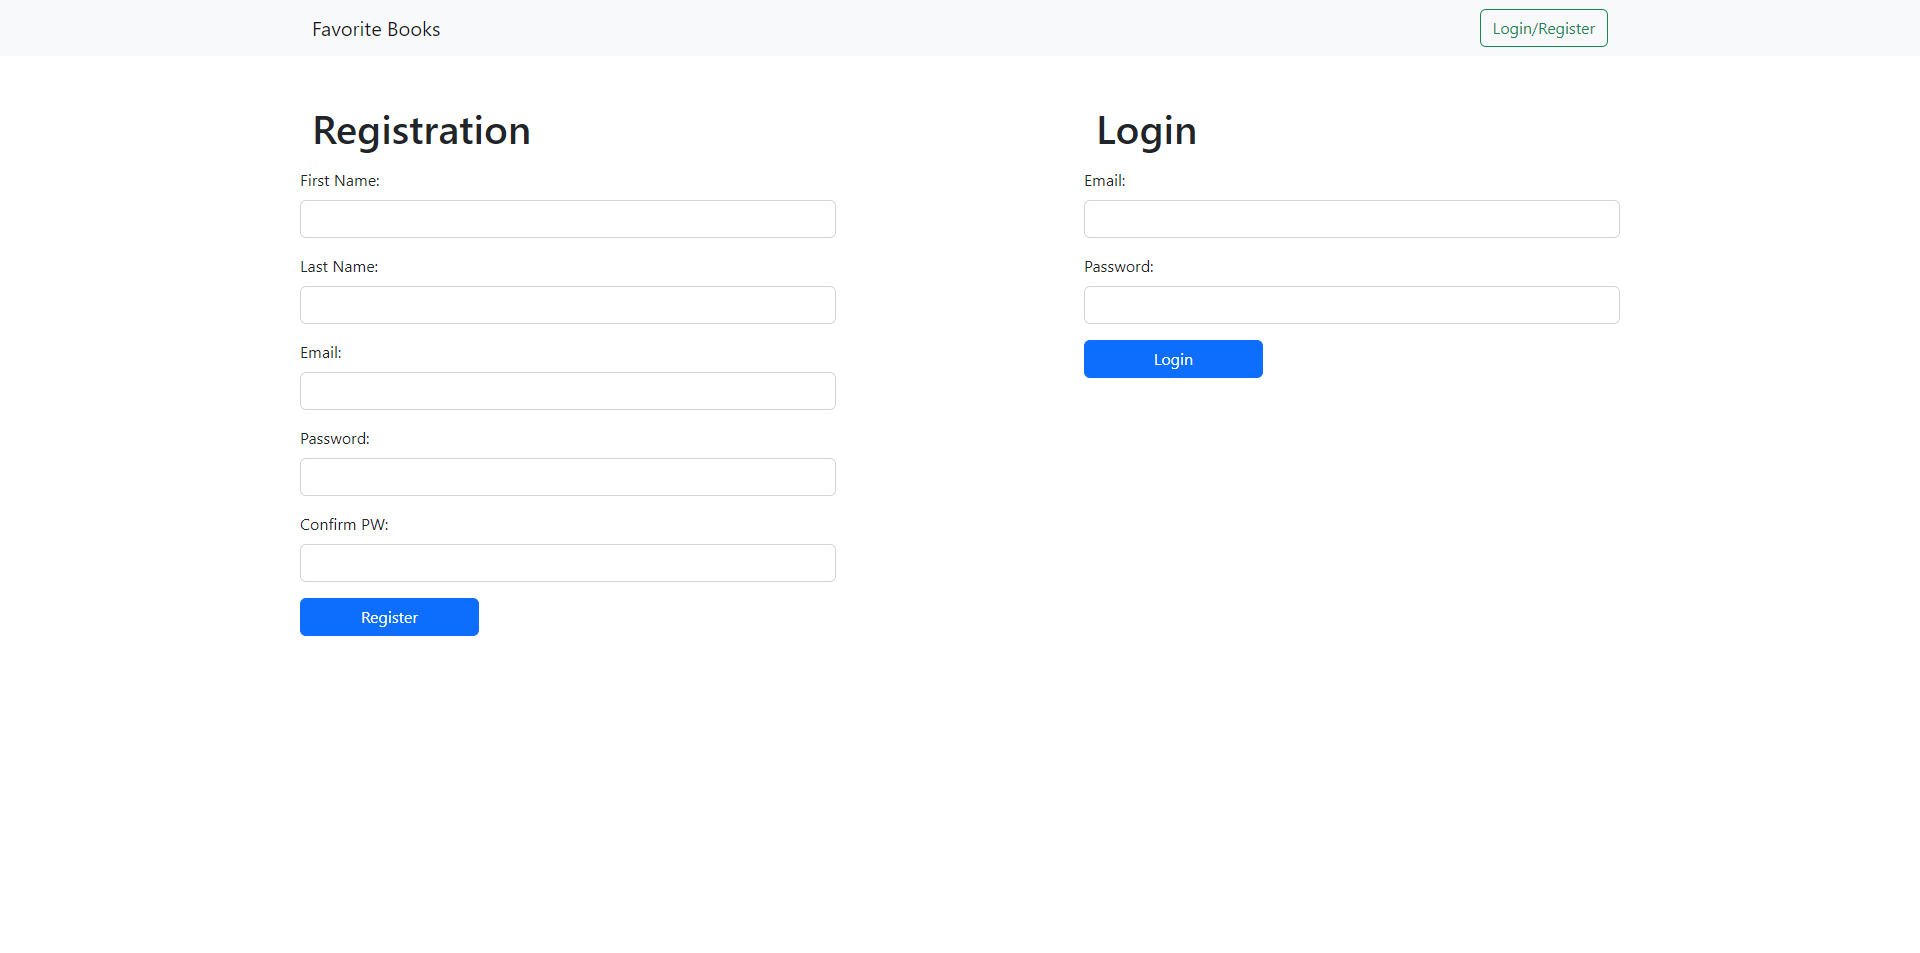 Favorite Books
Login/Register
Registration
First Name:
Last Name:
Email:
Password:
Confirm PW:
Register
Login
Email:
Password:
Login